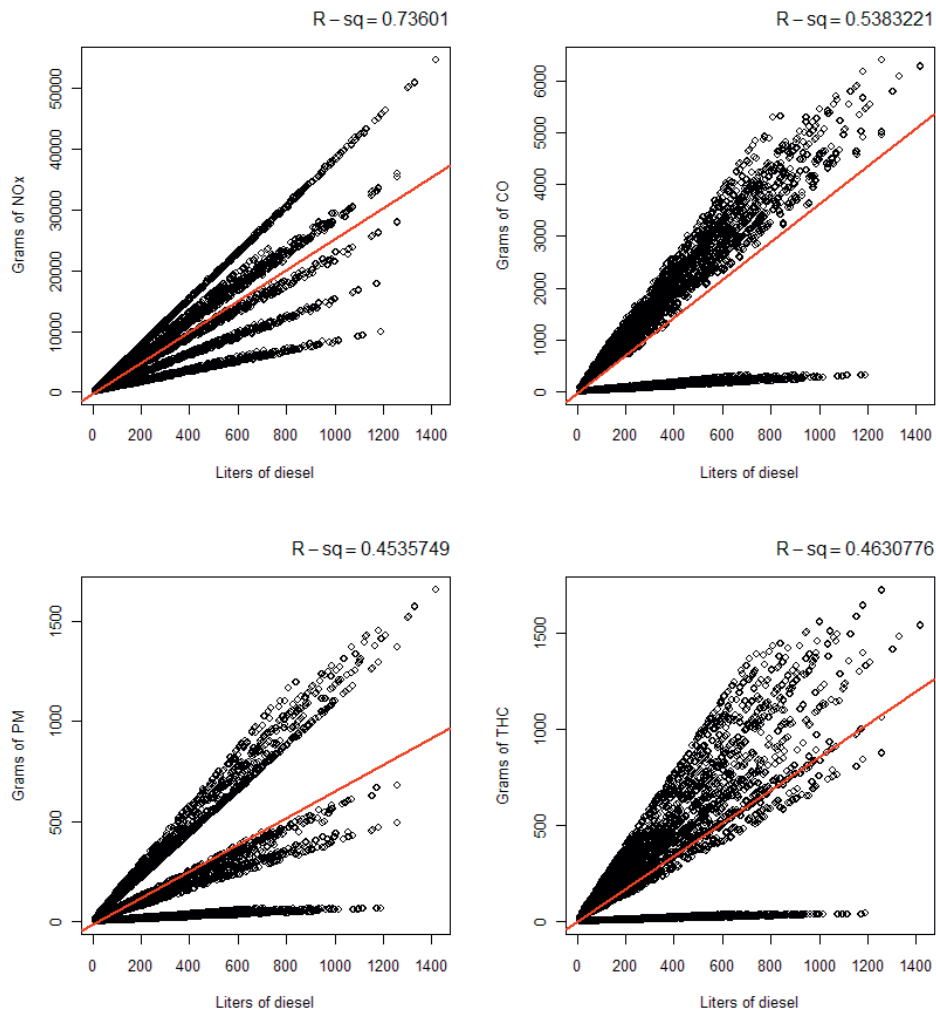 R – sq = 0.73601
Grams of NOx
50000
40000
30000
20000
10000
0
0 200 400 600 800 1000 1200 1400
Liters of diesel
R – sq = 0.5383221
Grams of CO
6000
5000
4000
3000
2000
1000
0
0 200 400 600 800 1000 1200 1400
Liters of diesel
R – sq = 0.4535749
Grams of PM
1500
1000
500
0
0 200 400 600 800 1000 1200 1400
Liters of diesel
R – sq = 0.4630776
Grams of THC
1500
1000
500
0
0 200 400 600 800 1000 1200 1400
Liters of diesel